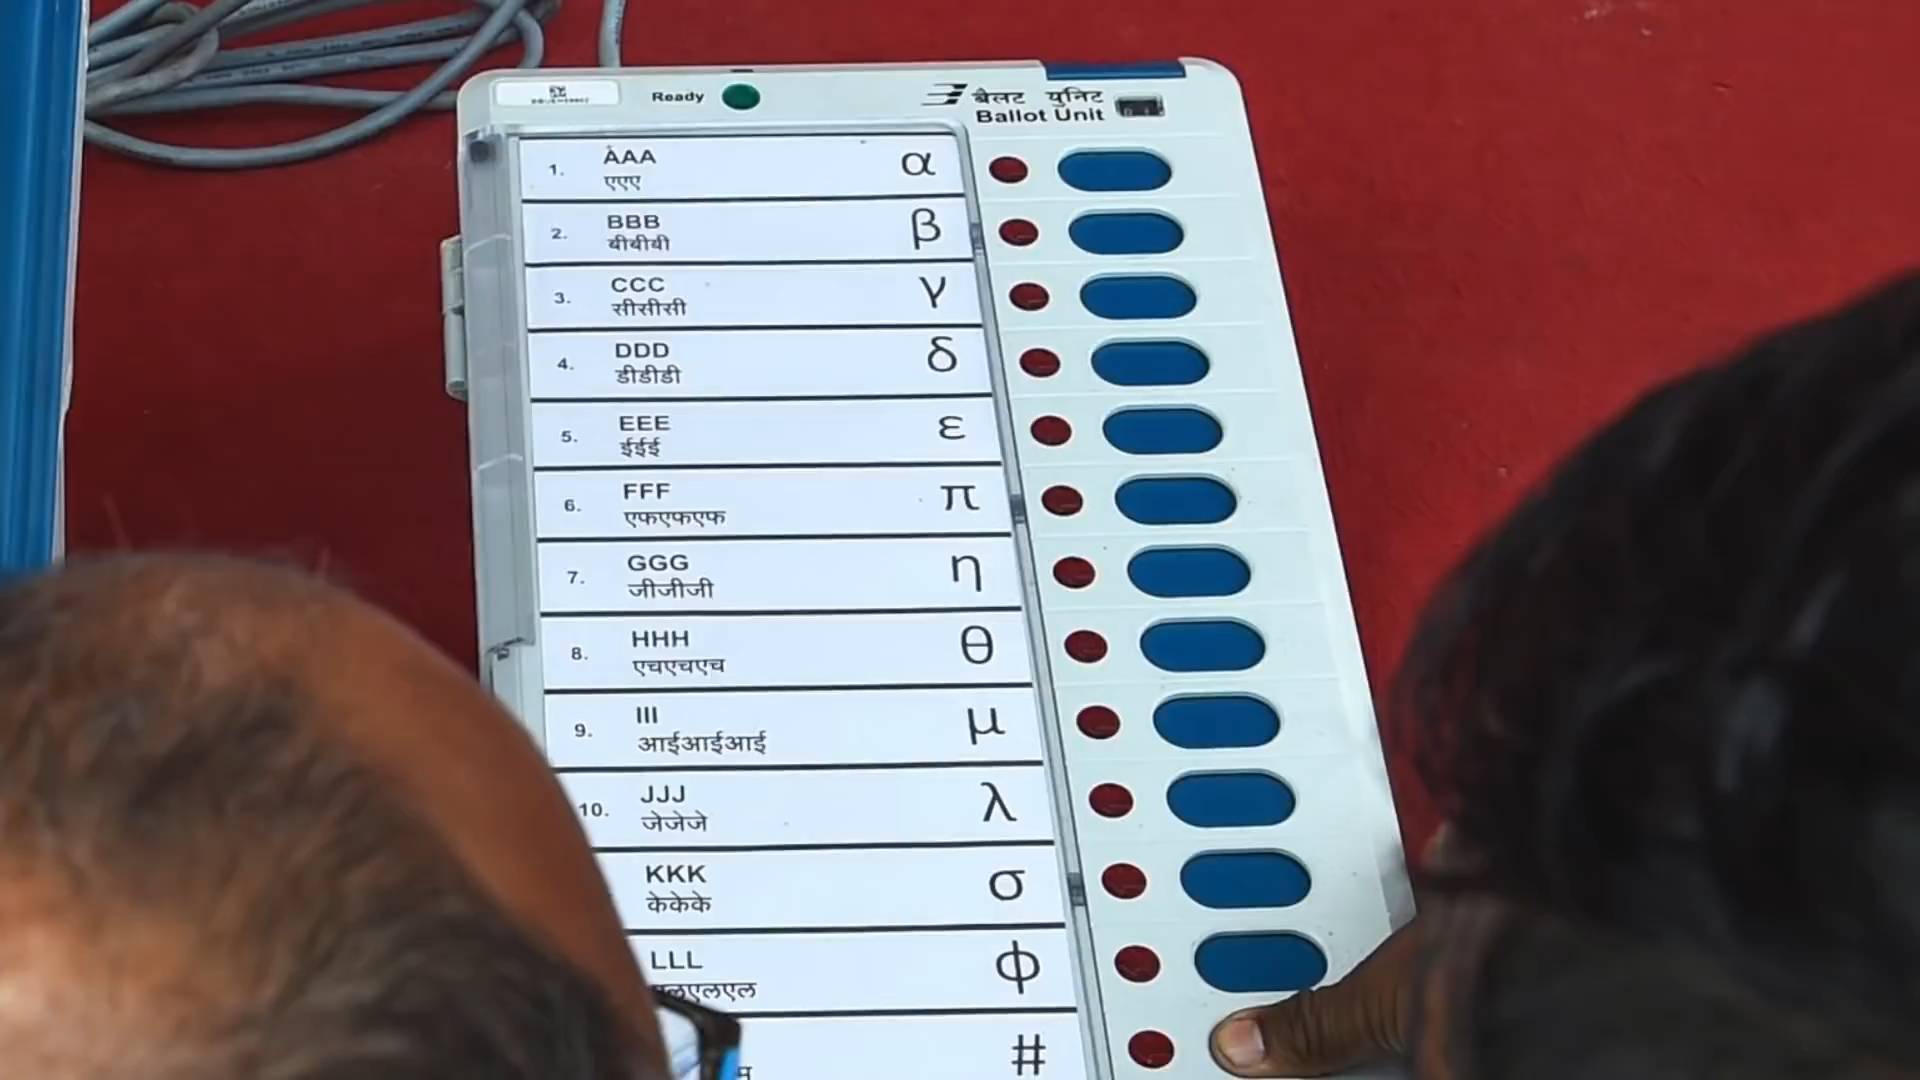 Ready
बैलट युनिट
Ballot Unit
1. AAA α
एएए
2. BBB β
बीबीबी
3. CCC γ
सीसीसी
4. DDD δ
डीडीडी
5. EEE ε
ईईई
6. FFF π
एफएफएफ
7. GGG η
जीजीजी
8. HHH θ
एचएचएच
9. III μ
आईआईआई
10. JJJ λ
जेजेजे
KKK σ
केकेके
LLL ϕ
#